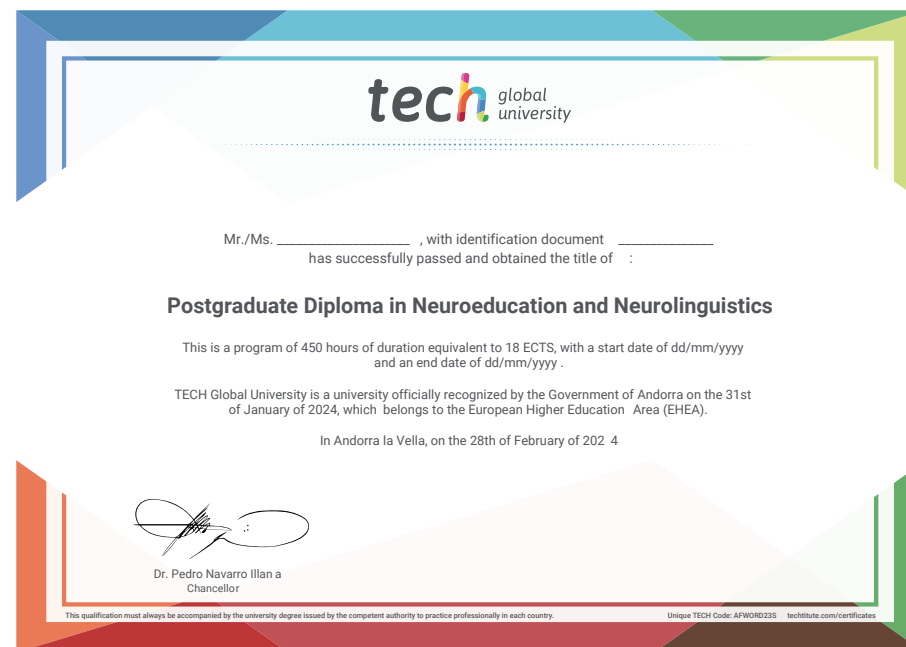 tech global
university
Mr./Ms. _____________________ , with identification document _______________
has successfully passed and obtained the title of :
Postgraduate Diploma in Neuroeducation and Neurolinguistics
This is a program of 450 hours of duration equivalent to 18 ECTS, with a start date of dd/mm/yyyy
and an end date of dd/mm/yyyy .
TECH Global University is a university officially recognized by the Government of Andorra on the 31st
of January of 2024, which belongs to the European Higher Education Area (EHEA).
In Andorra la Vella, on the 28th of February of 202 4
Dr. Pedro Navarro Illan a
Chancellor
This qualification must always be accompanied by the university degree issued by the competent authority to practice professionally in each country. Unique TECH Code: AFWORD23S techtitute.com/certificates